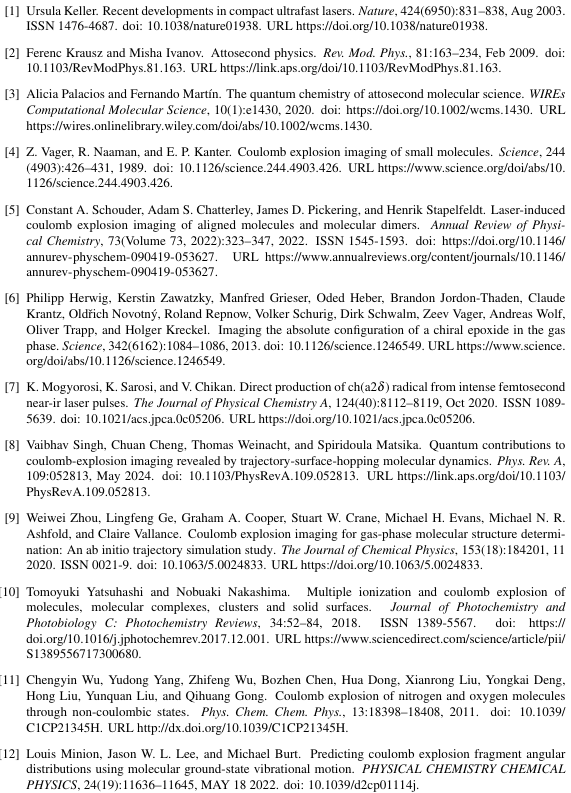 [1] Ursula Keller. Recent developments in compact ultrafast lasers. Nature, 424(6950):831–838, Aug 2003.
ISSN 1476-4687. doi: 10.1038/nature01938. URL https://doi.org/10.1038/nature01938.
[2] Ferenc Krausz and Misha Ivanov. Attosecond physics. Rev. Mod. Phys., 81:163–234, Feb 2009. doi:
10.1103/RevModPhys.81.163. URL https://link.aps.org/doi/10.1103/RevModPhys.81.163.
[3] Alicia Palacios and Fernando Martín. The quantum chemistry of attosecond molecular science. WIREs
Computational Molecular Science, 10(1):e1430, 2020. doi: https://doi.org/10.1002/wcms.1430. URL
https://wires.onlinelibrary.wiley.com/doi/abs/10.1002/wcms.1430.
[4] Z. Vager, R. Naaman, and E. P. Kanter. Coulomb explosion imaging of small molecules. Science, 244
(4903):426–431, 1989. doi: 10.1126/science.244.4903.426. URL https://www.science.org/doi/abs/10.
1126/science.244.4903.426.
[5] Constant A. Schouder, Adam S. Chatterley, James D. Pickering, and Henrik Stapelfeldt. Laser-induced
coulomb explosion imaging of aligned molecules and molecular dimers. Annual Review of Physi-
cal Chemistry, 73(Volume 73, 2022):323–347, 2022. ISSN 1545-1593. doi: https://doi.org/10.1146/
annurev-physchem-090419-053627. URL https://www.annualreviews.org/content/journals/10.1146/
annurev-physchem-090419-053627.
[6] Philipp Herwig, Kerstin Zawatzky, Manfred Grieser, Oded Heber, Brandon Jordon-Thaden, Claude
Krantz, Oldřich Novotný, Roland Repnow, Volker Schurig, Dirk Schwalm, Zeev Vager, Andreas Wolf,
Oliver Trapp, and Holger Kreckel. Imaging the absolute configuration of a chiral epoxide in the gas
phase. Science, 342(6162):1084–1086, 2013. doi: 10.1126/science.1246549. URL https://www.science.
org/doi/abs/10.1126/science.1246549.
[7] K. Mogyorosi, K. Sarosi, and V. Chikan. Direct production of ch(a2δ) radical from intense femtosecond
near-ir laser pulses. The Journal of Physical Chemistry A, 124(40):8112–8119, Oct 2020. ISSN 1089-
5639. doi: 10.1021/acs.jpca.0c05206. URL https://doi.org/10.1021/acs.jpca.0c05206.
[8] Vaibhav Singh, Chuan Cheng, Thomas Weinacht, and Spiridoula Matsika. Quantum contributions to
coulomb-explosion imaging revealed by trajectory-surface-hopping molecular dynamics. Phys. Rev. A,
109:052813, May 2024. doi: 10.1103/PhysRevA.109.052813. URL https://link.aps.org/doi/10.1103/
PhysRevA.109.052813.
[9] Weiwei Zhou, Lingfeng Ge, Graham A. Cooper, Stuart W. Crane, Michael H. Evans, Michael N. R.
Ashfold, and Claire Vallance. Coulomb explosion imaging for gas-phase molecular structure determi-
nation: An ab initio trajectory simulation study. The Journal of Chemical Physics, 153(18):184201, 11
2020. ISSN 0021-9. doi: 10.1063/5.0024833. URL https://doi.org/10.1063/5.0024833.
[10] Tomoyuki Yatsuhashi and Nobuaki Nakashima. Multiple ionization and coulomb explosion of
molecules, molecular complexes, clusters and solid surfaces. Journal of Photochemistry and
Photobiology C: Photochemistry Reviews, 34:52–84, 2018. ISSN 1389-5567. doi: https://
doi.org/10.1016/j.jphotochemrev.2017.12.001. URL https://www.sciencedirect.com/science/article/pii/
S1389556717300680.
[11] Chengyin Wu, Yudong Yang, Zhifeng Wu, Bozhen Chen, Hua Dong, Xianrong Liu, Yongkai Deng,
Hong Liu, Yunquan Liu, and Qihuang Gong. Coulomb explosion of nitrogen and oxygen molecules
through non-coulombic states. Phys. Chem. Chem. Phys., 13:18398–18408, 2011. doi: 10.1039/
C1CP21345H. URL http://dx.doi.org/10.1039/C1CP21345H.
[12] Louis Minion, Jason W. L. Lee, and Michael Burt. Predicting coulomb explosion fragment angular
distributions using molecular ground-state vibrational motion. PHYSICAL CHEMISTRY CHEMICAL
PHYSICS, 24(19):11636–11645, MAY 18 2022. doi: 10.1039/d2cp01114j.